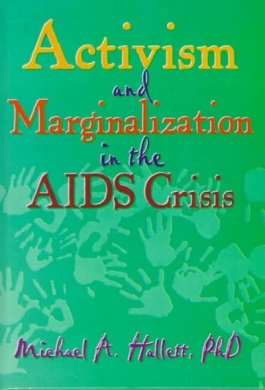 Activism
and
Marginalization
in the
AIDS Crisis
Michael A. Hallett, PhD